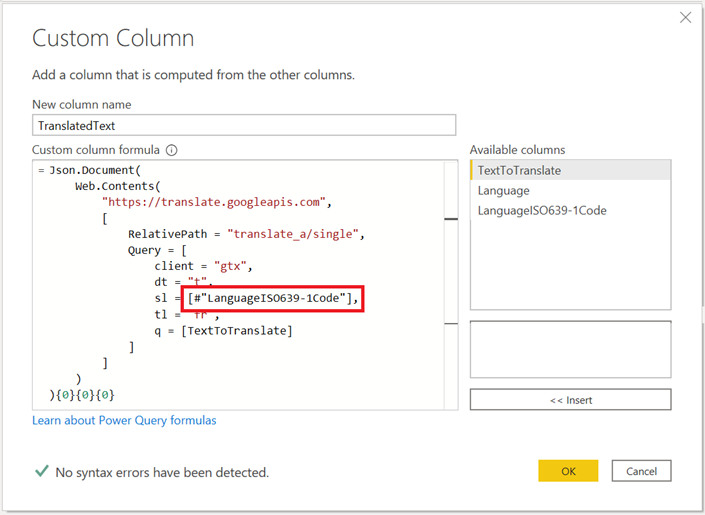 Custom Column
Add a column that is computed from the other columns.
New column name
TranslatedText
Custom column formula
= Json.Document(
Web.Contents(
"https://translate.googleapis.com",
[
RelativePath = "translate_a/single",
Query = [
client = "gtx",
dt = "t",
sl = [#"LanguageISO639-1Code"],
tl = "fr",
q = [TextToTranslate]
]
]
)
){0}{0}{0}
Available columns
TextToTranslate
Language
LanguageISO639-1Code
<< Insert
Learn about Power Query formulas
No syntax errors have been detected.
OK
Cancel